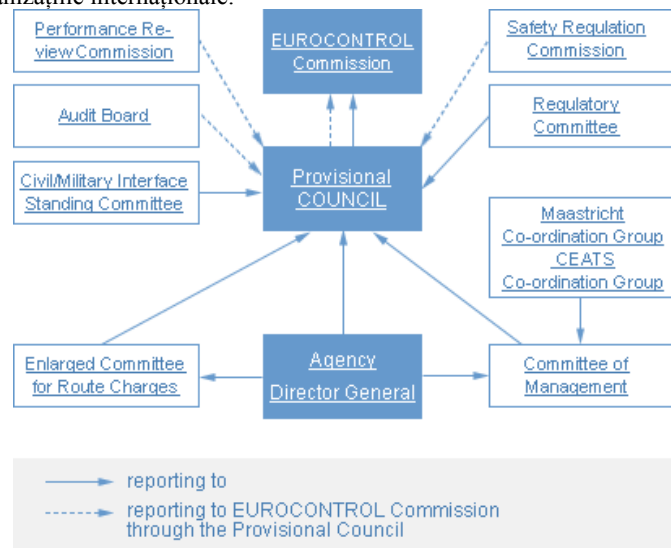 anizațiile internaționale.
Performance Re-
view Commission
EUROCONTROL
Commission
Safety Regulation
Commission
Audit Board
Regulatory
Committee
Civil/Military Interface
Standing Committee
Provisional
COUNCIL
Maastricht
Co-ordination Group
CEATS
Co-ordination Group
Enlarged Committee
for Route Charges
Agency
Director General
Committee of
Management
reporting to
reporting to EUROCONTROL Commission
through the Provisional Council